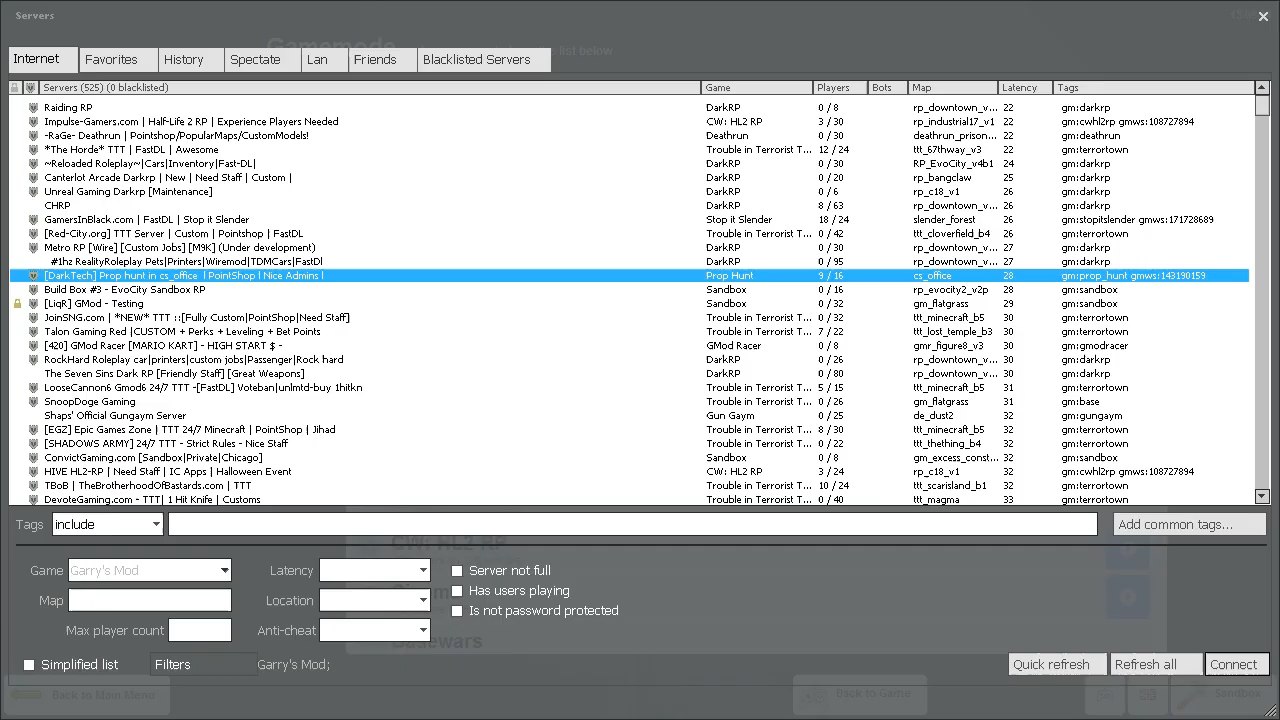 Servers
Gamemode list below
Internet Favorites History Spectate Lan Friends Blacklisted Servers
Servers (525) (0 blacklisted) Game Players Bots Map Latency Tags
Raiding RP DarkRP 0 / 8 rp_downtown_v... 22 gm:darkrp
Impulse-Gamers.com | Half-Life 2 RP | Experience Players Needed CW: HL2 RP 3 / 30 rp_industrial17_v1 22 gm:cwhl2rp gmws:108727894
-RaGe- Deathrun | Pointshop/PopularMaps/CustomModels! Deathrun 0 / 30 deathrun_prison... 22 gm:deathrun
*The Horde* TTT | FastDL | Awesome Trouble in Terrorist T... 12 / 24 ttt_67thway_v3 22 gm:terrortown
~Reloaded Roleplay~|Cars|Inventory|Fast-DL| DarkRP 0 / 30 RP_EvoCity_v4b1 24 gm:darkrp
Canterlot Arcade Darkrp | New | Need Staff | Custom | DarkRP 0 / 20 rp_bangclaw 25 gm:darkrp
Unreal Gaming Darkrp [Maintenance] DarkRP 0 / 6 rp_c18_v1 26 gm:darkrp
CHRP DarkRP 8 / 63 rp_downtown_v... 26 gm:darkrp
GamersInBlack.com | FastDL | Stop it Slender Stop it Slender 18 / 24 slender_forest 26 gm:stopitslender gmws:171728689
[Red-City.org] TTT Server | Custom | Pointshop | FastDL Trouble in Terrorist T... 0 / 24 ttt_cloverfield_b4 26 gm:terrortown
Metro RP [Wire] [Custom Jobs] [M9K] (Under development) DarkRP 0 / 30 rp_downtown_v... 27 gm:darkrp
#1hz RealityRoleplay Pets|Printers|Wiremod|TDMCars|FastDl DarkRP 0 / 95 rp_downtown_v... 27 gm:darkrp
[DarkTech] Prop hunt in cs_office | PointShop | Nice Admins | Prop Hunt 9 / 16 cs_office 28 gm:prop_hunt gmws:143190159
Build Box #3 - EvoCity Sandbox RP Sandbox 0 / 16 rp_evocity2_v2p 28 gm:sandbox
[LiqR] GMod - Testing Sandbox 0 / 32 gm_flatgrass 29 gm:sandbox
JoinSNG.com | *NEW* TTT ::[Fully Custom|PointShop|Need Staff] Trouble in Terrorist T... 0 / 32 ttt_minecraft_b5 30 gm:terrortown
Talon Gaming Red |CUSTOM + Perks + Leveling + Bet Points Trouble in Terrorist T... 7 / 22 ttt_lost_temple_b3 30 gm:terrortown
[420] GMod Racer [MARIO KART] - HIGH START $ - GMod Racer 0 / 8 gmr_figure8_v3 30 gm:gmodracer
RockHard Roleplay car|printers|custom jobs|Passenger|Rock hard DarkRP 0 / 26 rp_downtown_v... 30 gm:darkrp
The Seven Sins Dark RP [Friendly Staff] [Great Weapons] DarkRP 0 / 80 rp_downtown_v... 30 gm:darkrp
LooseCannon6 Gmod6 24/7 TTT -[FastDL] Voteban|unlmtd-buy 1hitkn Trouble in Terrorist T... 5 / 15 ttt_minecraft_b5 31 gm:terrortown
SnoopDoge Gaming Trouble in Terrorist T... 0 / 16 gm_flatgrass 31 gm:base
Shaps' Official Gungaym Server Gun Gaym 0 / 25 de_dust2 32 gm:gungaym
[EGZ] Epic Games Zone | TTT 24/7 Minecraft | PointShop | Jihad Trouble in Terrorist T... 8 / 30 ttt_minecraft_b5 32 gm:terrortown
[SHADOWS ARMY] 24/7 TTT - Strict Rules - Nice Staff Trouble in Terrorist T... 0 / 22 ttt_thething_b4 32 gm:terrortown
ConvictGaming.com [Sandbox|Private|Chicago] Sandbox 0 / 8 gm_excess_const... 32 gm:sandbox
HIVE HL2-RP | Need Staff | IC Apps | Halloween Event CW: HL2 RP 3 / 24 rp_c18_v1 32 gm:cwhl2rp gmws:108727894
TBoB | TheBrotherhoodOfBastards.com | TTT Trouble in Terrorist T... 10 / 24 ttt_scarisland_b1 32 gm:terrortown
DevoteGaming.com - TTT| 1 Hit Knife | Customs Trouble in Terrorist T... 0 / 40 ttt_magma 33 gm:terrortown
Tags include Add common tags...
CW: HL2 RP
Game Garry's Mod Latency Server not full
Has users playing
Map Location Is not password protected
Max player count Anti-cheat
Basewars
Simplified list Filters Garry's Mod; Quick refresh Refresh all Connect
Back to Main Menu Back to Game Sandbox